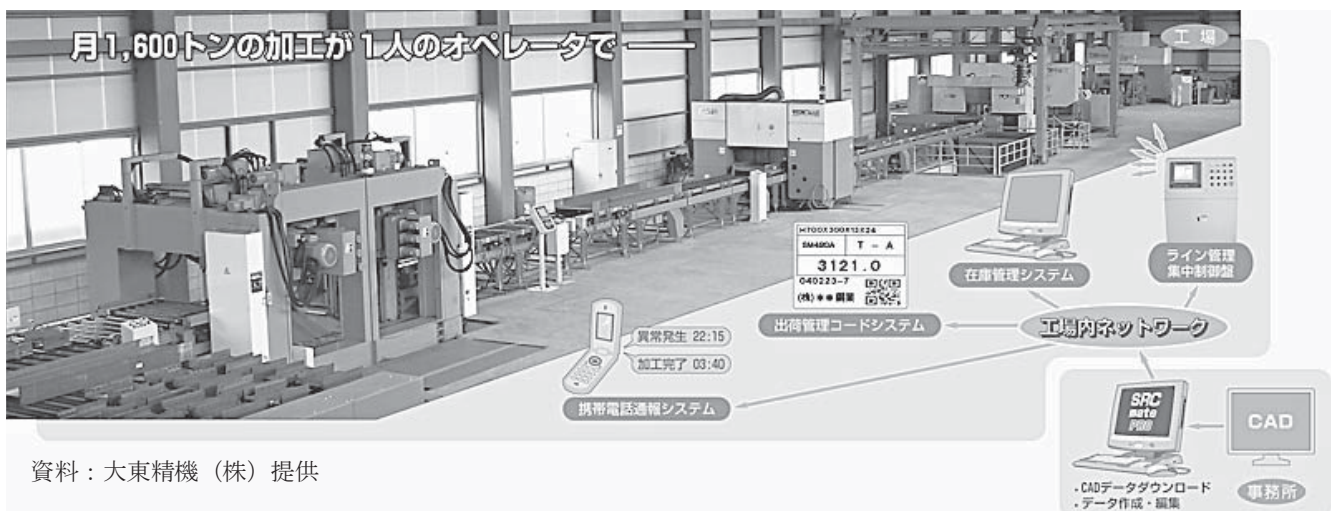 月1,600トンの加工が1人のオペレータで──
工場
H700X300X13X24
SM490A
T - A
3121.0
040223-7
(株)＊＊鋼業
在庫管理システム
ライン管理
集中制御盤
出荷管理コードシステム
工場内ネットワーク
異常発生 22:15
加工完了 03:40
携帯電話通報システム
SRC
mate
PRO
CAD
・CADデータダウンロード
・データ作成・編集
事務所
資料：大東精機（株）提供